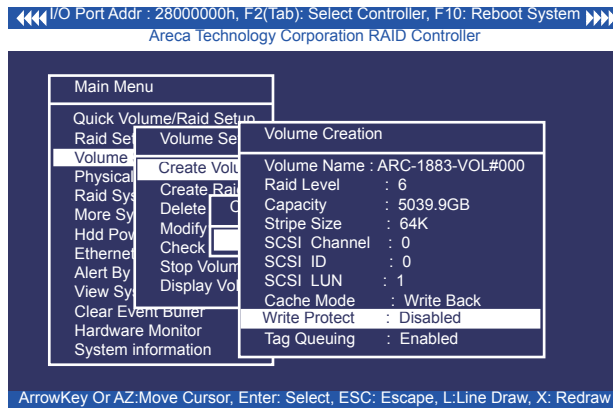 I/O Port Addr : 28000000h, F2(Tab): Select Controller, F10: Reboot System
Areca Technology Corporation RAID Controller
Main Menu
Quick Volume/Raid Setup
Raid Set
Volume
Physical
Raid Sys
More Sy
Hdd Pow
Ethernet
Alert By
View Sys
Clear Event Buffer
Hardware Monitor
System information
Volume Se
Create Volu
Create Raid
Delete
Modify
Check
Stop Volum
Display Vol
C
Volume Creation
Volume Name : ARC-1883-VOL#000
Raid Level : 6
Capacity : 5039.9GB
Stripe Size : 64K
SCSI Channel : 0
SCSI ID : 0
SCSI LUN : 1
Cache Mode : Write Back
Write Protect : Disabled
Tag Queuing : Enabled
ArrowKey Or AZ:Move Cursor, Enter: Select, ESC: Escape, L:Line Draw, X: Redraw